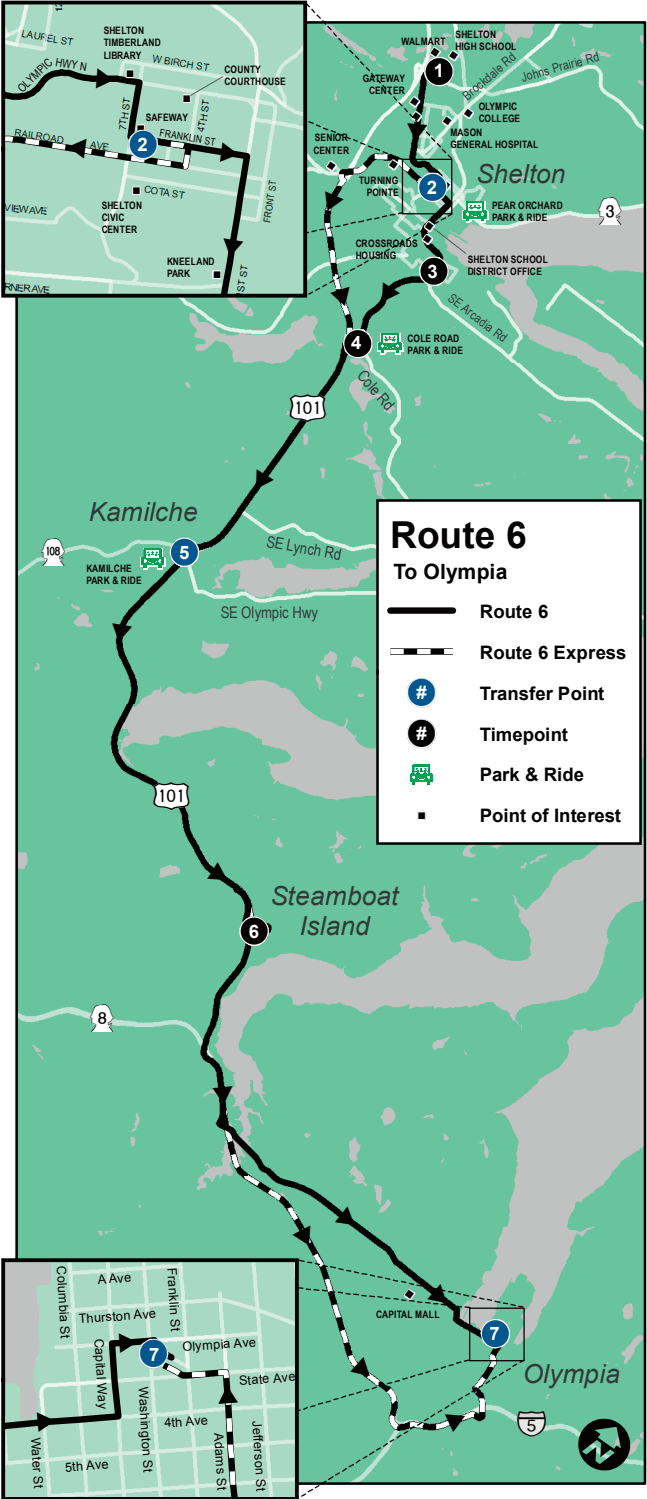 12
LAUREL ST
OLYMPIC HWY N
SHELTON
TIMBERLAND
LIBRARY
W BIRCH ST
COUNTY
COURTHOUSE
7TH ST
4TH ST
SAFEWAY
2
FRANKLIN ST
RAILROAD AVE
COTA ST
FRONT ST
VIEW AVE
SHELTON
CIVIC
CENTER
KNEELAND
PARK
ST ST
RNER AVE
WALMART
SHELTON
HIGH SCHOOL
1
Brockdale Rd
Johns Prairie Rd
GATEWAY
CENTER
OLYMPIC
COLLEGE
MASON
GENERAL HOSPITAL
SENIOR
CENTER
TURNING
POINTE
2
Shelton
PEAR ORCHARD
PARK & RIDE
3
CROSSROADS
HOUSING
SHELTON SCHOOL
DISTRICT OFFICE
3
SE Arcadia Rd
4
COLE ROAD
PARK & RIDE
Cole Rd
101
Kamilche
108
KAMILCHE
PARK & RIDE
5
SE Lynch Rd
SE Olympic Hwy
Route 6
To Olympia
Route 6
Route 6 Express
# Transfer Point
# Timepoint
Park & Ride
Point of Interest
101
Steamboat
Island
6
8
CAPITAL MALL
7
Olympia
5
N
Columbia St
A Ave
Franklin St
Thurston Ave
Capital Way
Olympia Ave
7
State Ave
Washington St
4th Ave
Water St
5th Ave
Adams St
Jefferson St